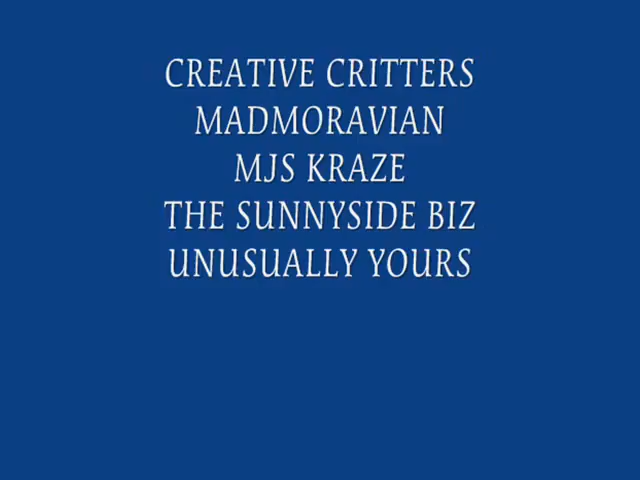 CREATIVE CRITTERS
MADMORAVIAN
MJS KRAZE
THE SUNNYSIDE BIZ
UNUSUALLY YOURS